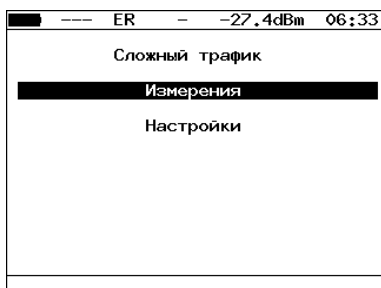 --- ER - -27.4dBm 06:33
Сложный трафик
Измерения
Настройки